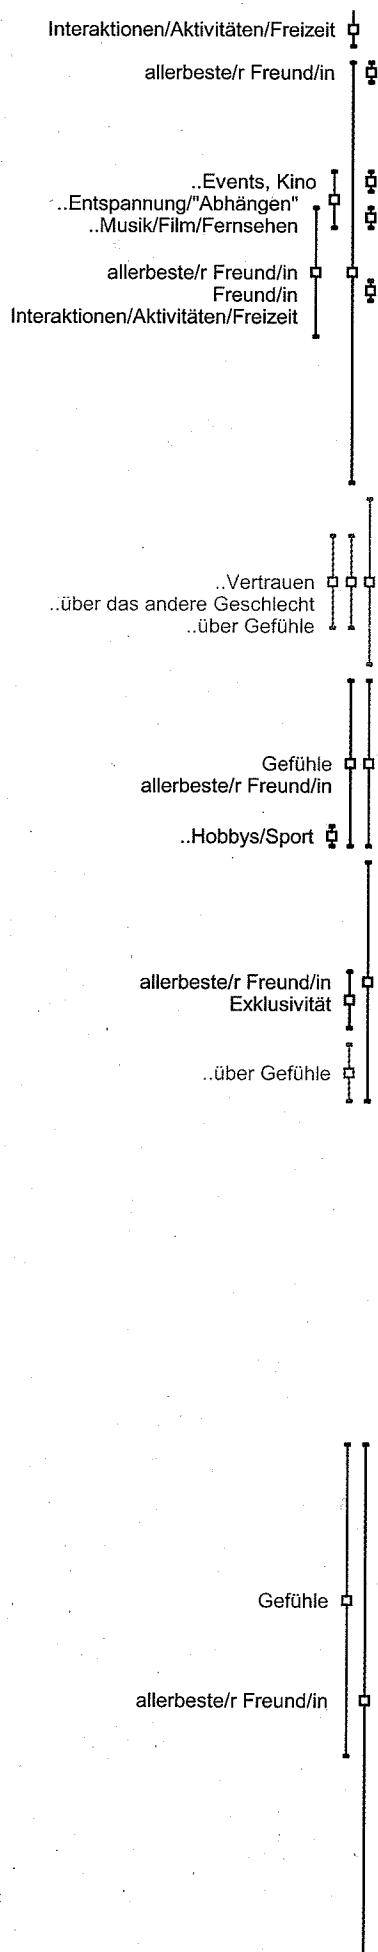 Interaktionen/Aktivitäten/Freizeit
allerbeste/r Freund/in
..Events, Kino
..Entspannung/"Abhängen"
..Musik/Film/Fernsehen
allerbeste/r Freund/in
Freund/in
Interaktionen/Aktivitäten/Freizeit
..Vertrauen
..über das andere Geschlecht
..über Gefühle
Gefühle
allerbeste/r Freund/in
..Hobbys/Sport
allerbeste/r Freund/in
Exklusivität
..über Gefühle
Gefühle
allerbeste/r Freund/in